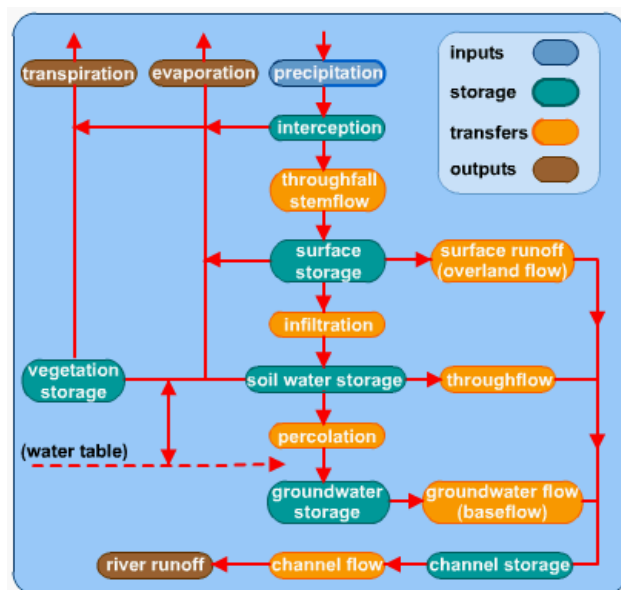 transpiration
evaporation
precipitation
inputs
storage
transfers
outputs
interception
throughfall
stemflow
surface
storage
surface runoff
(overland flow)
infiltration
vegetation
storage
soil water storage
throughflow
percolation
(water table)
groundwater
storage
groundwater flow
(baseflow)
river runoff
channel flow
channel storage